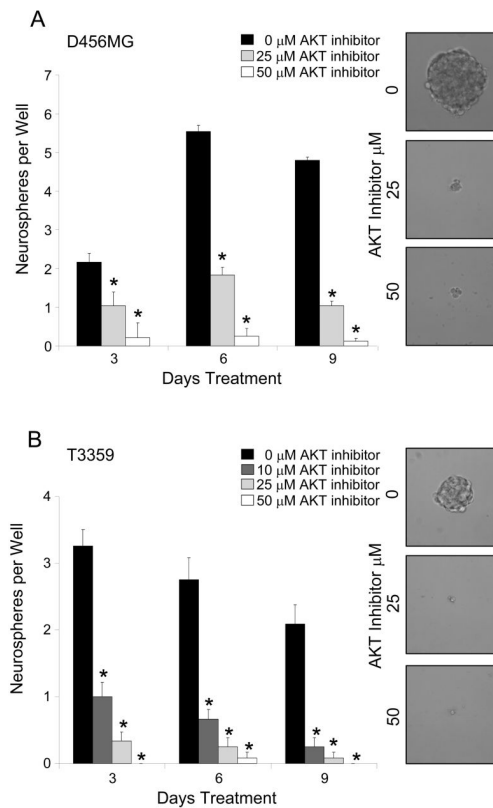 A
D456MG
0 μM AKT inhibitor
25 μM AKT inhibitor
50 μM AKT inhibitor
7
6
5
4
3
2
1
0
Neurospheres per Well
* * * * * *
3 6 9
Days Treatment
0
25
50
AKT Inhibitor μM
B
T3359
0 μM AKT inhibitor
10 μM AKT inhibitor
25 μM AKT inhibitor
50 μM AKT inhibitor
4
3
2
1
0
Neurospheres per Well
* * * * * * * * *
3 6 9
Days Treatment
0
25
50
AKT Inhibitor μM